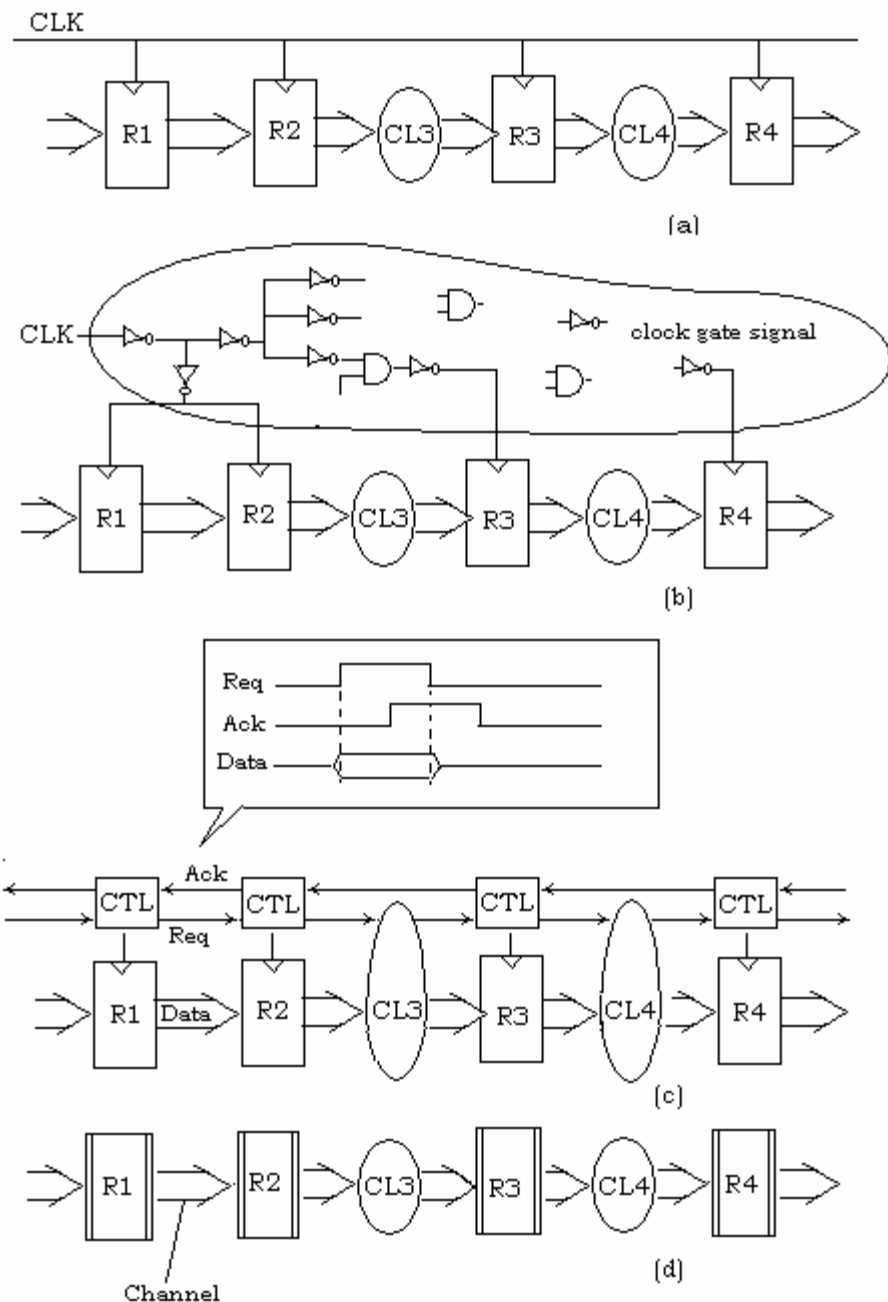 CLK
R1 R2 CL3 R3 CL4 R4
(a)
CLK clock gate signal
R1 R2 CL3 R3 CL4 R4
(b)
Req
Ack
Data
Ack
CTL CTL CTL CTL
Req
R1 Data R2 CL3 R3 CL4 R4
(c)
R1 R2 CL3 R3 CL4 R4
(d)
Channel